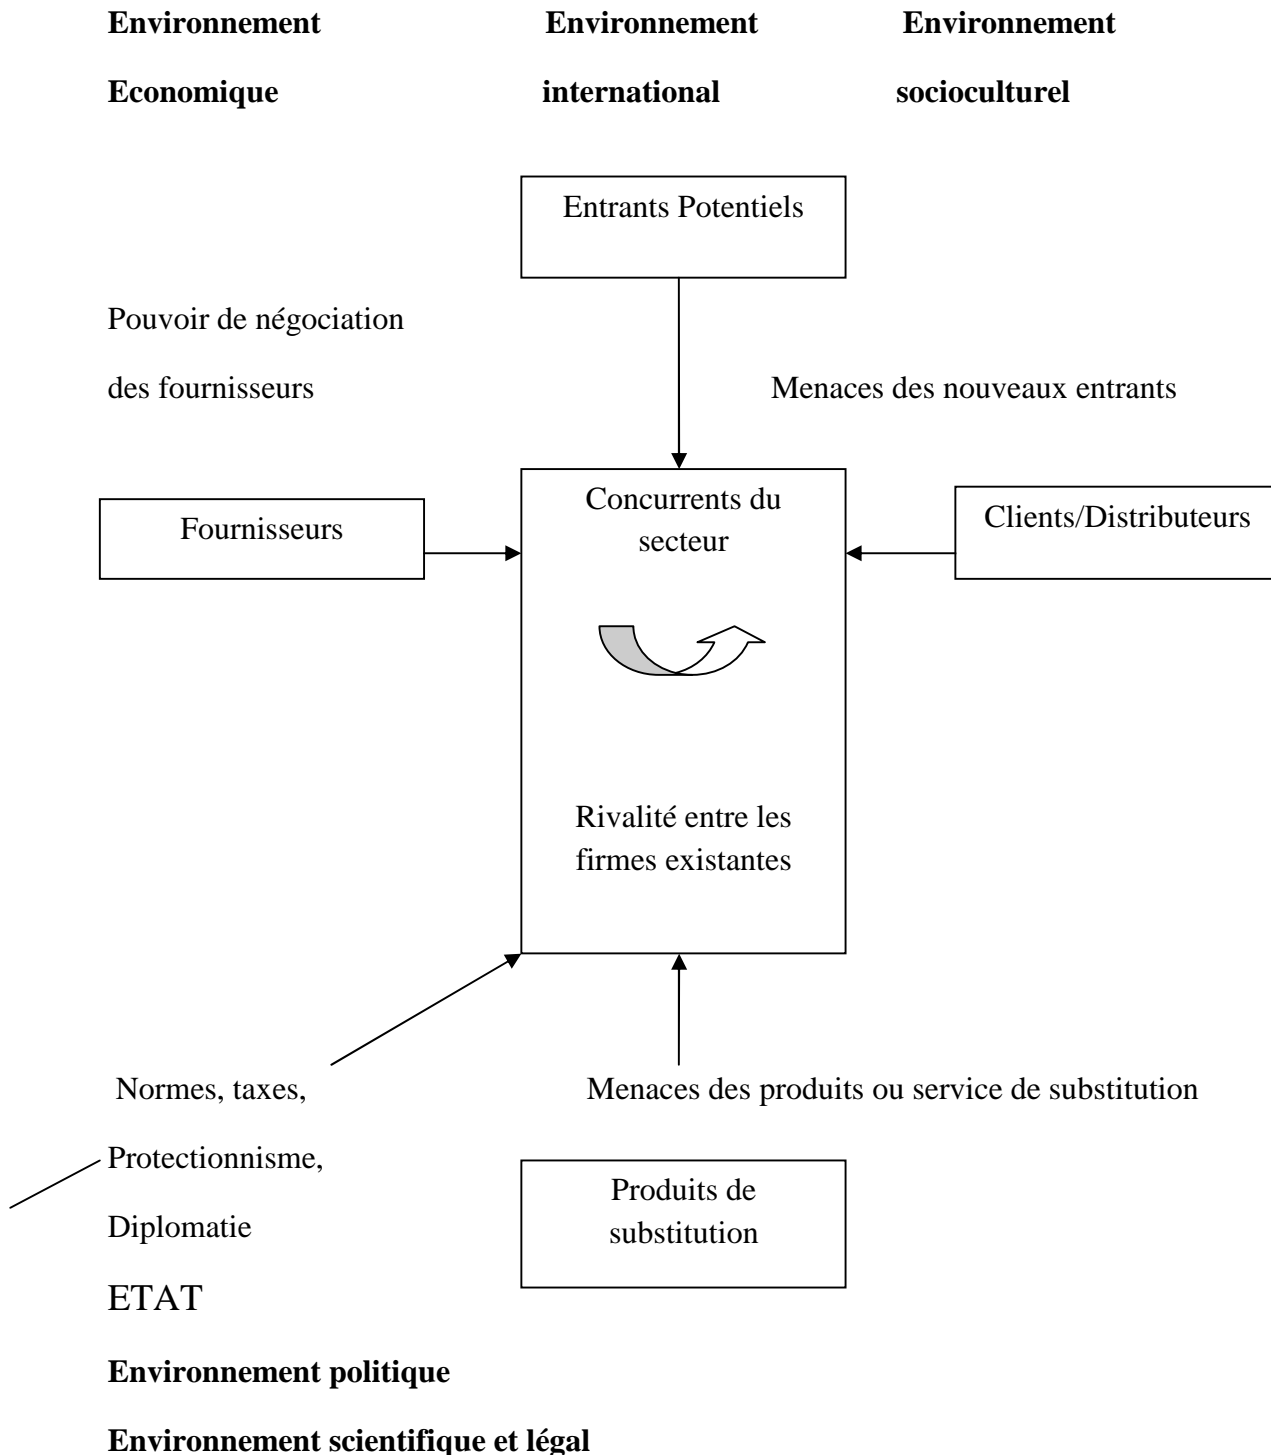 Environnement Environnement Environnement
Economique international socioculturel
Entrants Potentiels
Pouvoir de négociation
des fournisseurs Menaces des nouveaux entrants
Concurrents du
secteur
Fournisseurs
Clients/Distributeurs
Rivalité entre les
firmes existantes
Normes, taxes, Menaces des produits ou service de substitution
Protectionnisme,
Produits de
substitution
Diplomatie
ETAT
Environnement politique
Environnement scientifique et légal